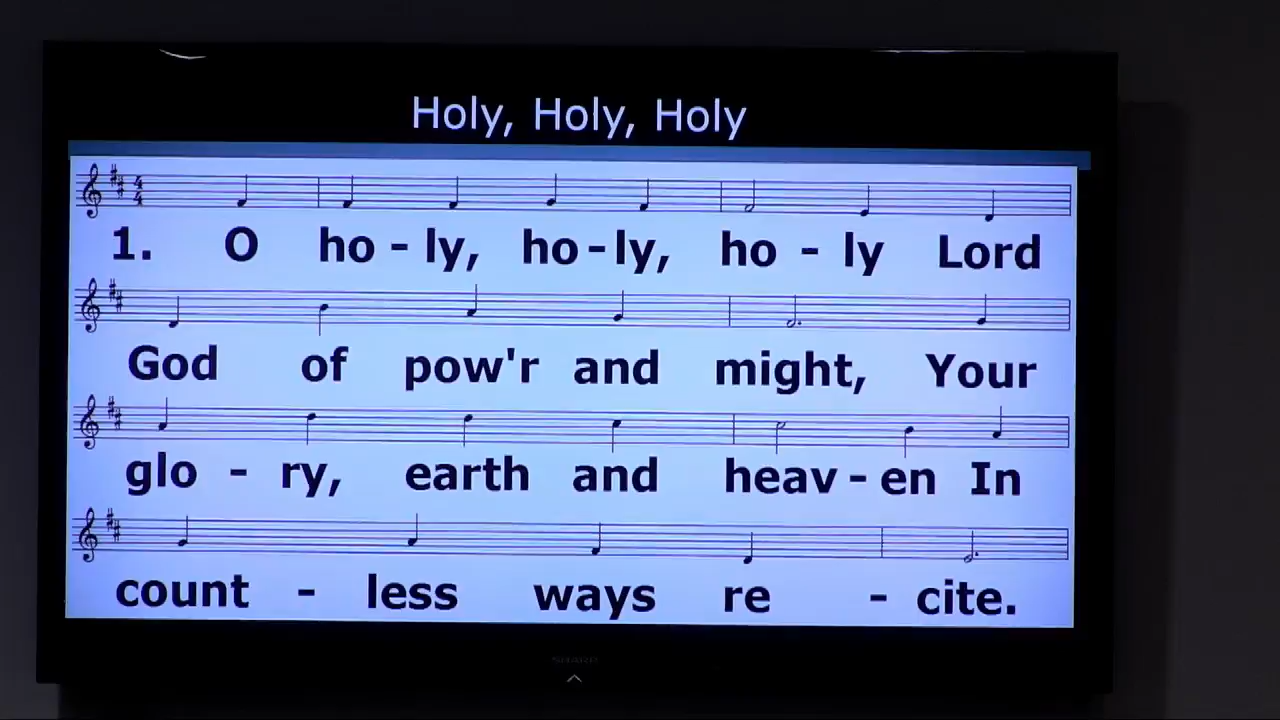 Holy, Holy, Holy
1. O ho - ly, ho - ly, ho - ly Lord
God of pow'r and might, Your
glo - ry, earth and heav - en In
count - less ways re - cite.